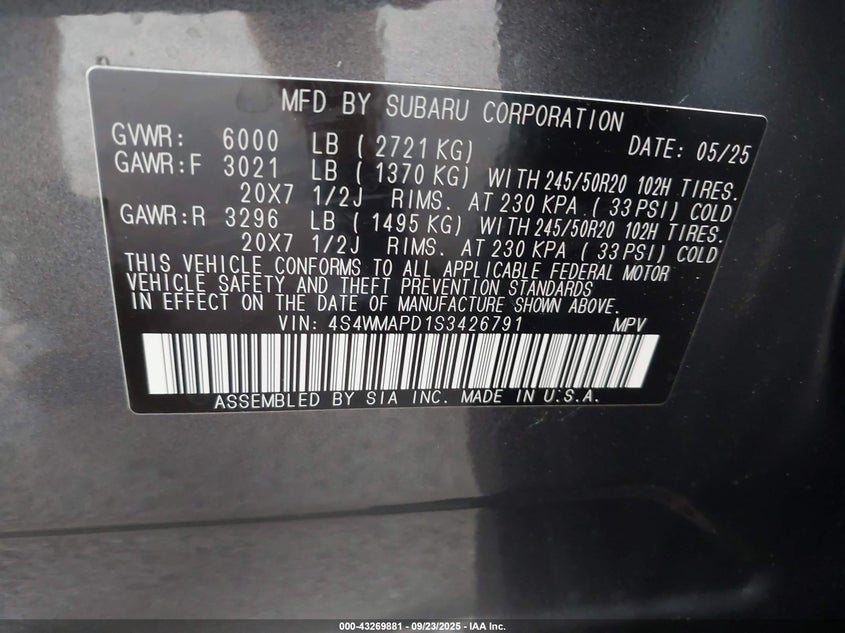 MFD BY SUBARU CORPORATION
GVWR: 6000 LB ( 2721 KG) DATE: 05/25
GAWR:F 3021 LB ( 1370 KG) WITH 245/50R20 102H TIRES.
20X7 1/2J RIMS. AT 230 KPA ( 33 PSI) COLD
GAWR:R 3296 LB ( 1495 KG) WITH 245/50R20 102H TIRES.
20X7 1/2J RIMS. AT 230 KPA ( 33 PSI) COLD
THIS VEHICLE CONFORMS TO ALL APPLICABLE FEDERAL MOTOR
VEHICLE SAFETY AND THEFT PREVENTION STANDARDS
IN EFFECT ON THE DATE OF MANUFACTURE SHOWN ABOVE.
VIN: 4S4WMAPD1S3426791 MPV
ASSEMBLED BY SIA INC. MADE IN U.S.A.
000-43269881 - 09/23/2025 - IAA Inc.